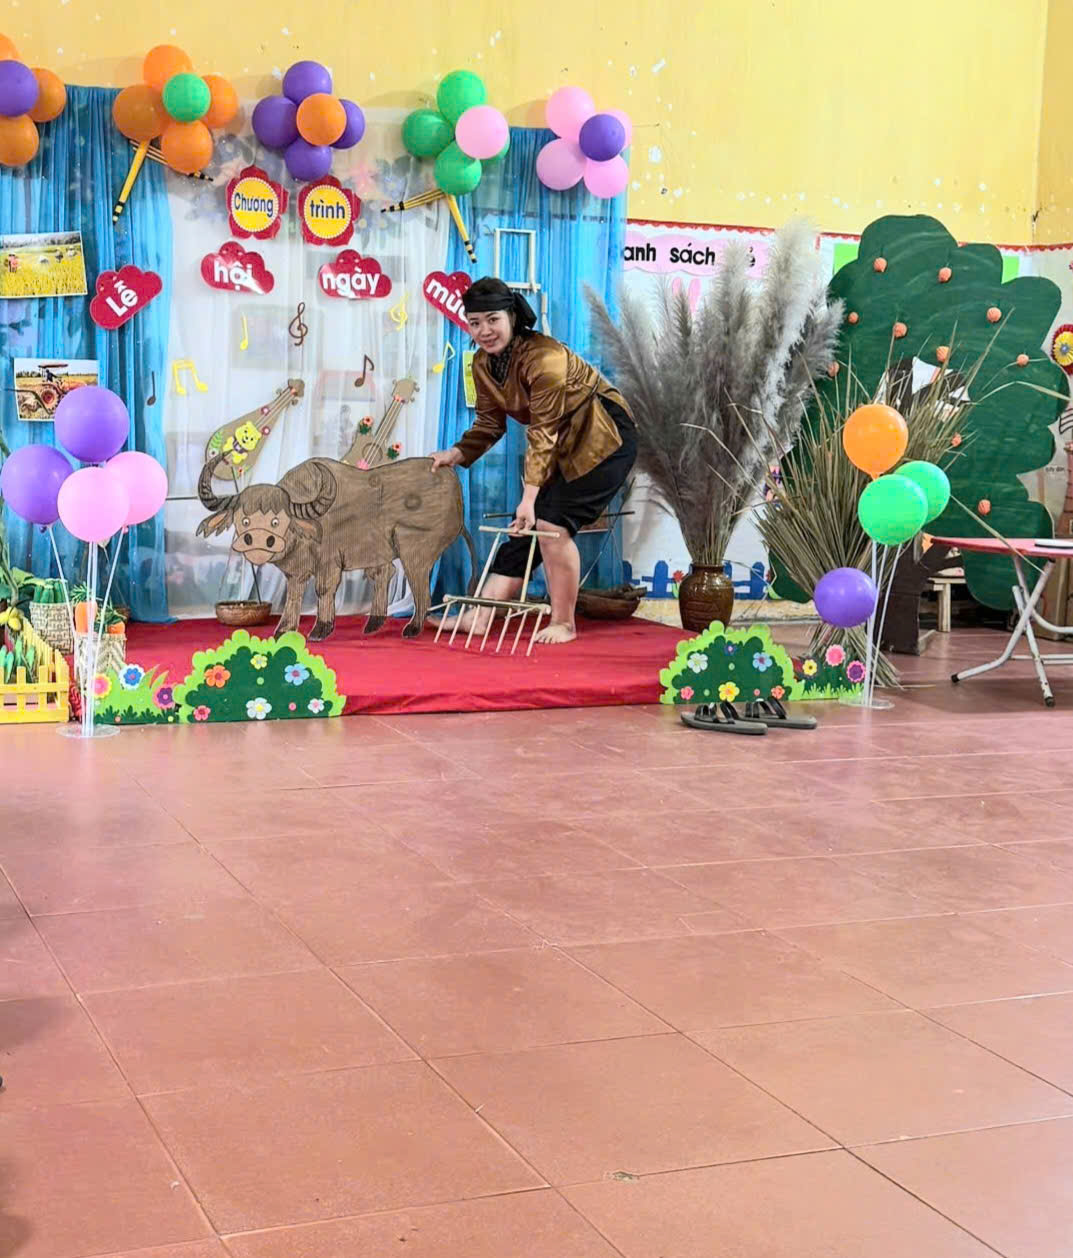 Chương trình
Lễ hội ngày mùa
anh sách